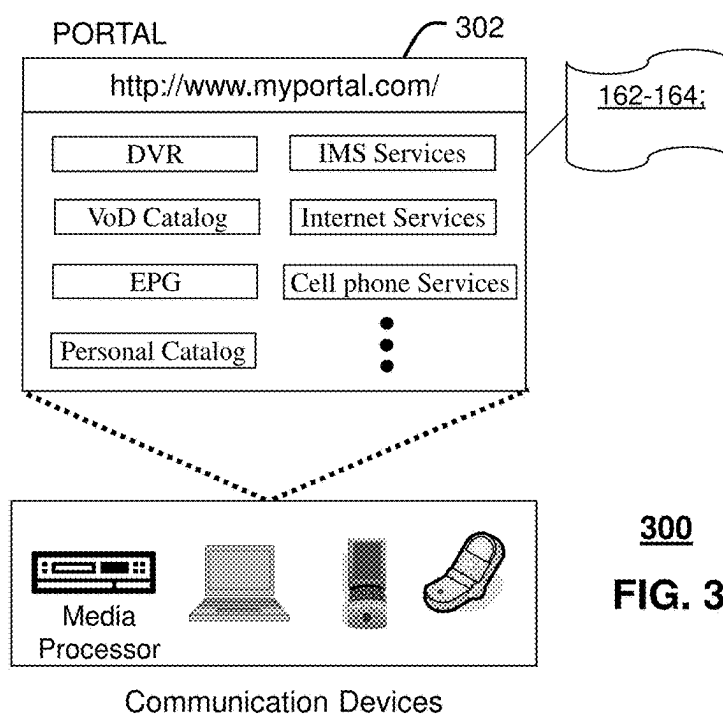 PORTAL
302
http://www.myportal.com/
162-164;
DVR
IMS Services
VoD Catalog
Internet Services
EPG
Cell phone Services
Personal Catalog
Media
Processor
300
FIG. 3
Communication Devices